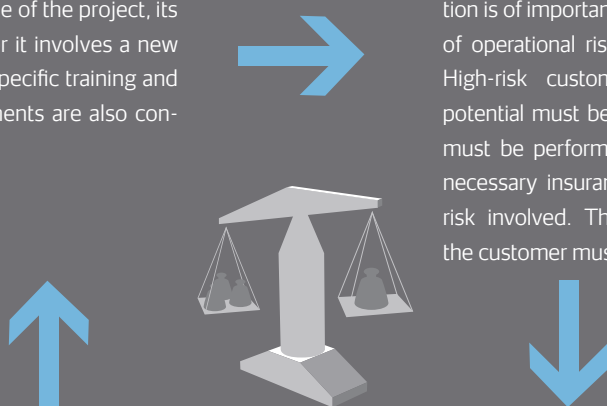 e of the project, its
r it involves a new
pecific training and
nents are also con-
tion is of importan
of operational ris
High-risk custom
potential must be
must be perform
necessary insuran
risk involved. Th
the customer mus